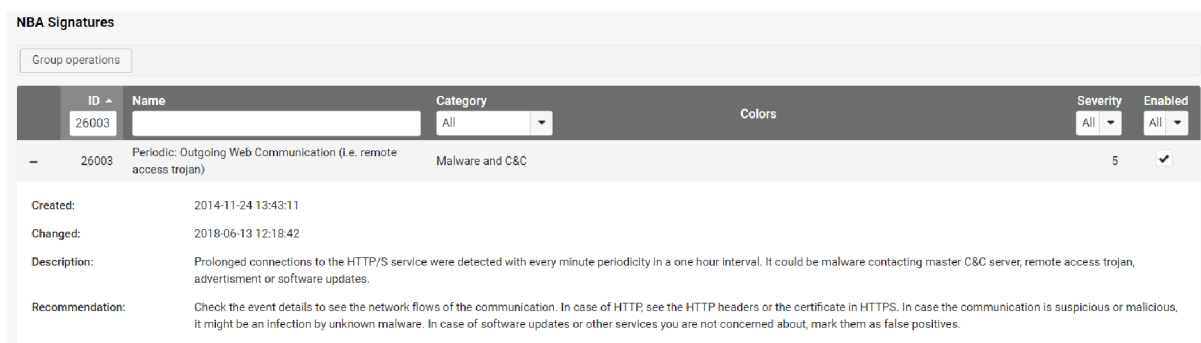 NBA Signatures
Group operations
ID Name Category Colors Severity Enabled
26003 All All All
26003 Periodic: Outgoing Web Communication (i.e. remote
access trojan) Malware and C&C 5
Created: 2014-11-24 13:43:11
Changed: 2018-06-13 12:18:42
Description: Prolonged connections to the HTTP/S service were detected with every minute periodicity in a one hour interval. It could be malware contacting master C&C server, remote access trojan,
advertisment or software updates.
Recommendation: Check the event details to see the network flows of the communication. In case of HTTP, see the HTTP headers or the certificate in HTTPS. In case the communication is suspicious or malicious,
it might be an infection by unknown malware. In case of software updates or other services you are not concerned about, mark them as false positives.